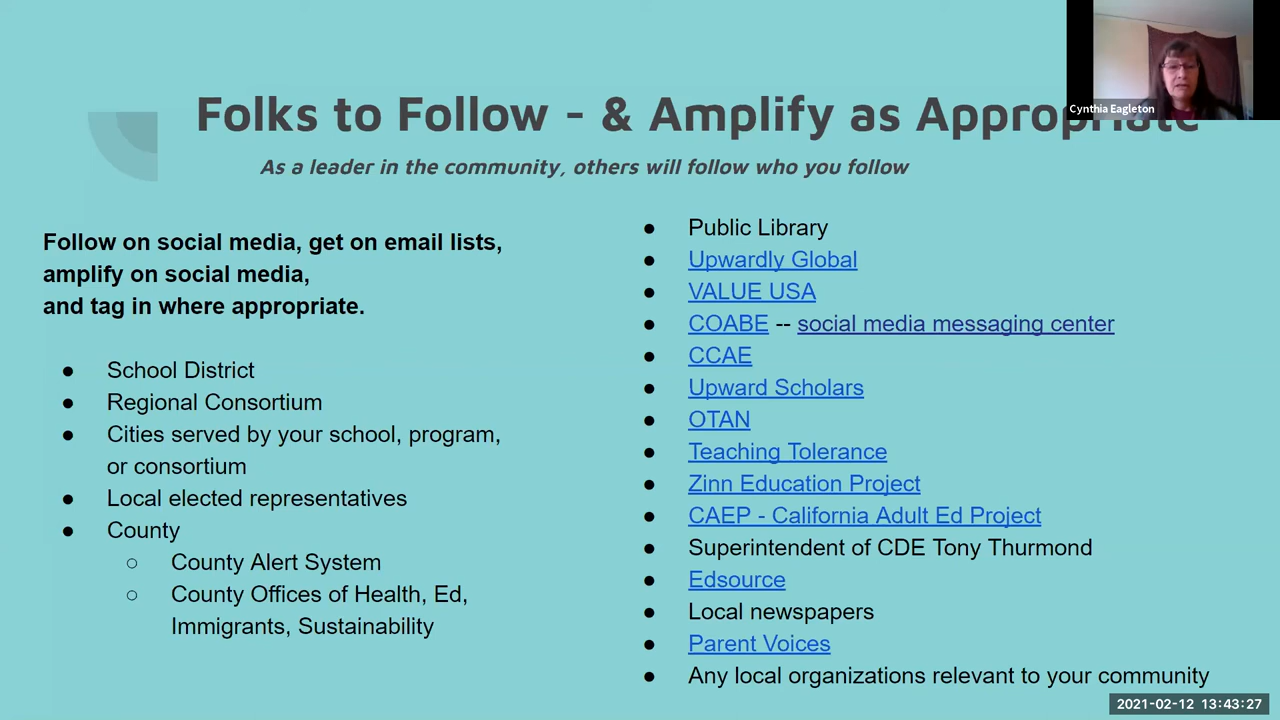 Folks to Follow - & Amplify as Appropriate
Cynthia Eagleton
As a leader in the community, others will follow who you follow
Follow on social media, get on email lists,
amplify on social media,
and tag in where appropriate.
● School District
● Regional Consortium
● Cities served by your school, program,
or consortium
● Local elected representatives
● County
○ County Alert System
○ County Offices of Health, Ed,
Immigrants, Sustainability
● Public Library
● Upwardly Global
● VALUE USA
● COABE -- social media messaging center
● CCAE
● Upward Scholars
● OTAN
● Teaching Tolerance
● Zinn Education Project
● CAEP - California Adult Ed Project
● Superintendent of CDE Tony Thurmond
● Edsource
● Local newspapers
● Parent Voices
● Any local organizations relevant to your community
2021-02-12 13:43:27